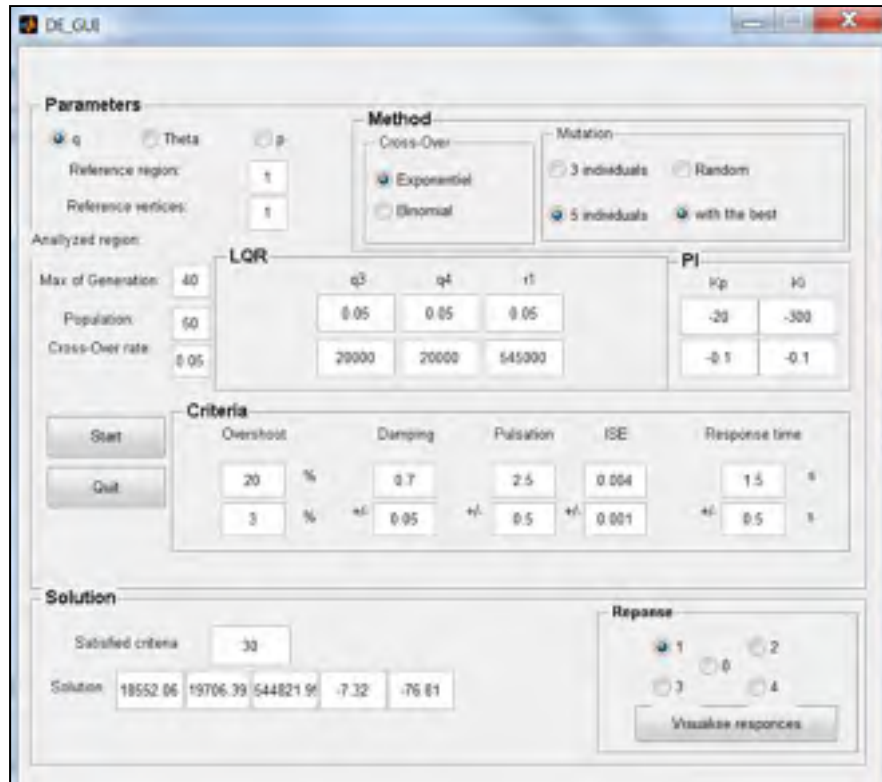 DE_GUI
Parameters
q Theta p
Reference region: 1
Reference vertices: 1
Method
Cross-Over
Exponentiel
Binomial
Mutation
3 individuals Random
5 individuals with the best
Anallyzed region:
Max of Generation: 40
Population: 50
Cross-Over rate: 0.05
LQR
q3 q4 r1
0.05 0.05 0.05
20000 20000 545000
PI
Kp Ki
-20 -300
-0.1 -0.1
Start
Quit
Criteria
Overshoot Damping Pulsation ISE Response time
20 % 0.7 2.5 0.004 1.5 s
3 % +/- 0.05 +/- 0.5 +/- 0.001 +/- 0.5 s
Solution
Satisfied criteria 30
Solution 18552.06 19706.39 544821.95 -7.32 -76.81
Reponse
1 2
0
3 4
Visualise responces